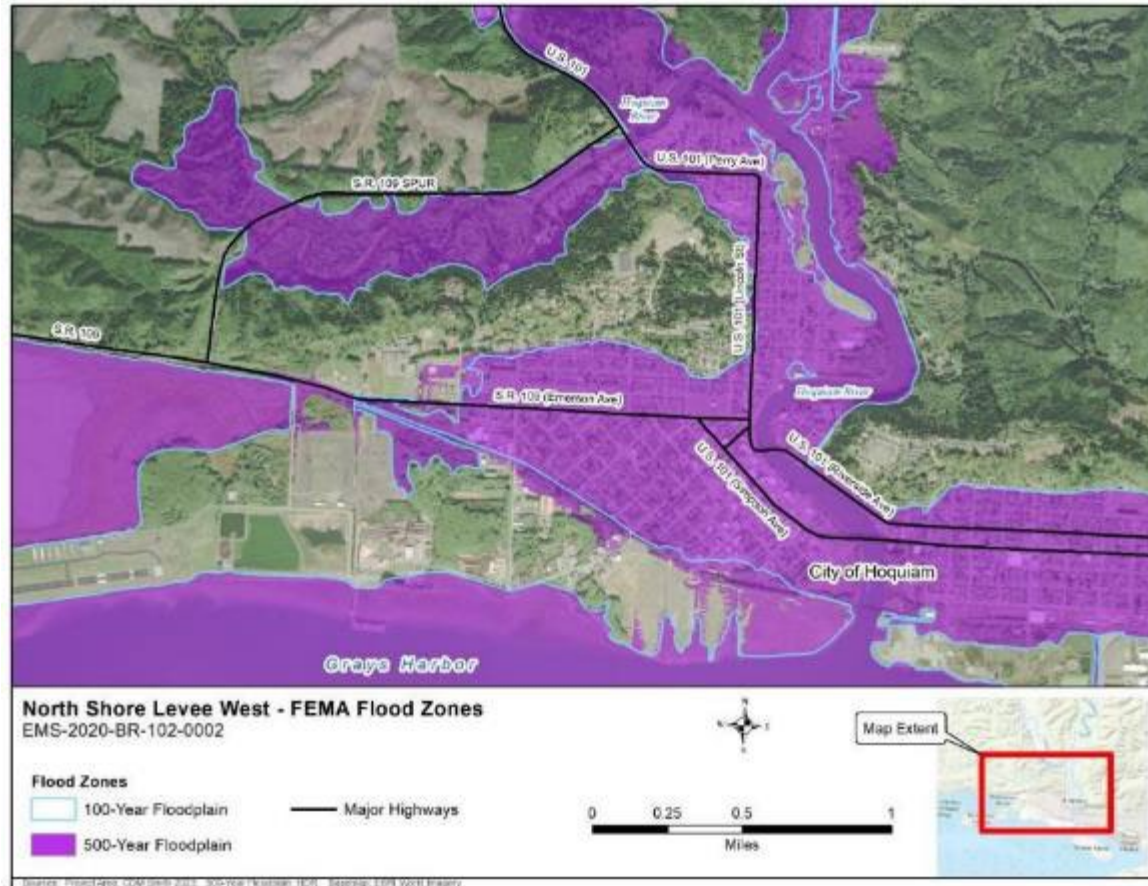 U.S. 101
Hoquiam
River
U.S. 101 (Perry Ave)
S.R. 109 SPUR
U.S. 101 (Lincoln St)
S.R. 109
Hoquiam River
S.R. 109 (Emerson Ave)
U.S. 101 (Riverside Ave)
U.S. 101 (Simpson Ave)
City of Hoquiam
Grays Harbor
North Shore Levee West - FEMA Flood Zones
EMS-2020-BR-102-0002
N
Map Extent
Flood Zones
100-Year Floodplain
Major Highways
500-Year Floodplain
0 0.25 0.5 1
Miles